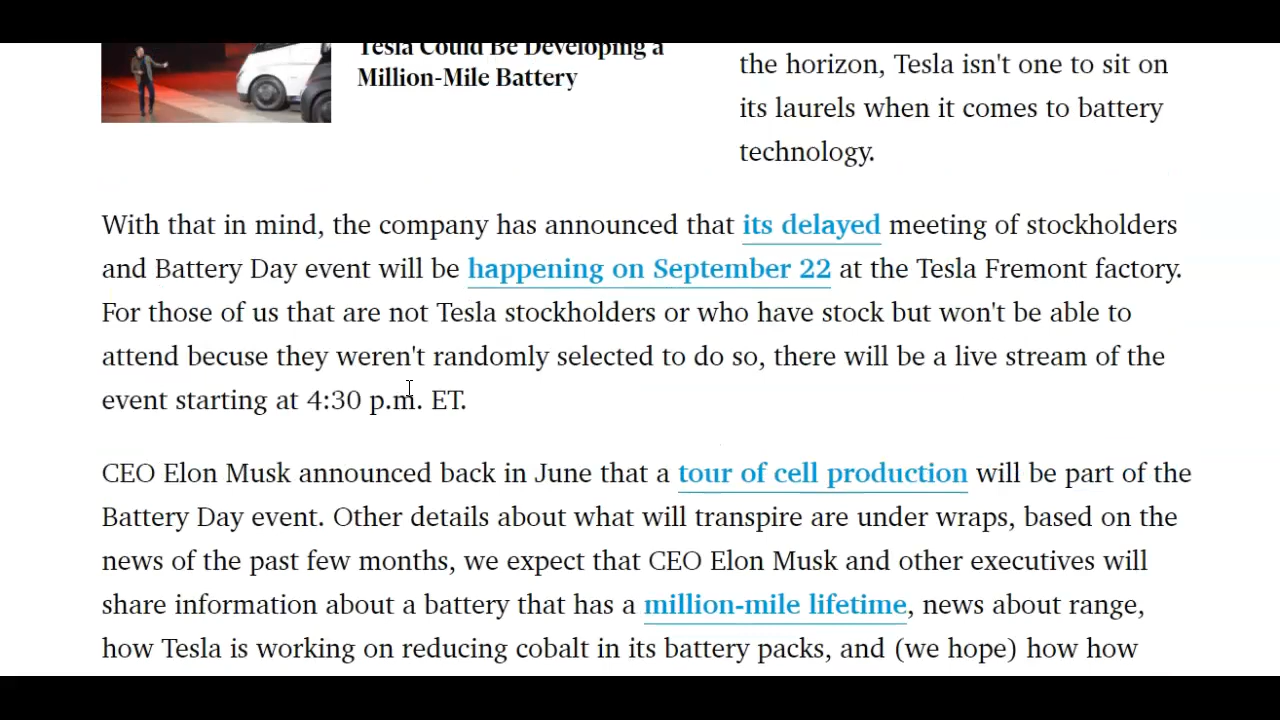 Tesla Could Be Developing a
Million-Mile Battery
the horizon, Tesla isn't one to sit on
its laurels when it comes to battery
technology.
With that in mind, the company has announced that its delayed meeting of stockholders
and Battery Day event will be happening on September 22 at the Tesla Fremont factory.
For those of us that are not Tesla stockholders or who have stock but won't be able to
attend becuse they weren't randomly selected to do so, there will be a live stream of the
event starting at 4:30 p.m. ET.
CEO Elon Musk announced back in June that a tour of cell production will be part of the
Battery Day event. Other details about what will transpire are under wraps, based on the
news of the past few months, we expect that CEO Elon Musk and other executives will
share information about a battery that has a million-mile lifetime, news about range,
how Tesla is working on reducing cobalt in its battery packs, and (we hope) how how